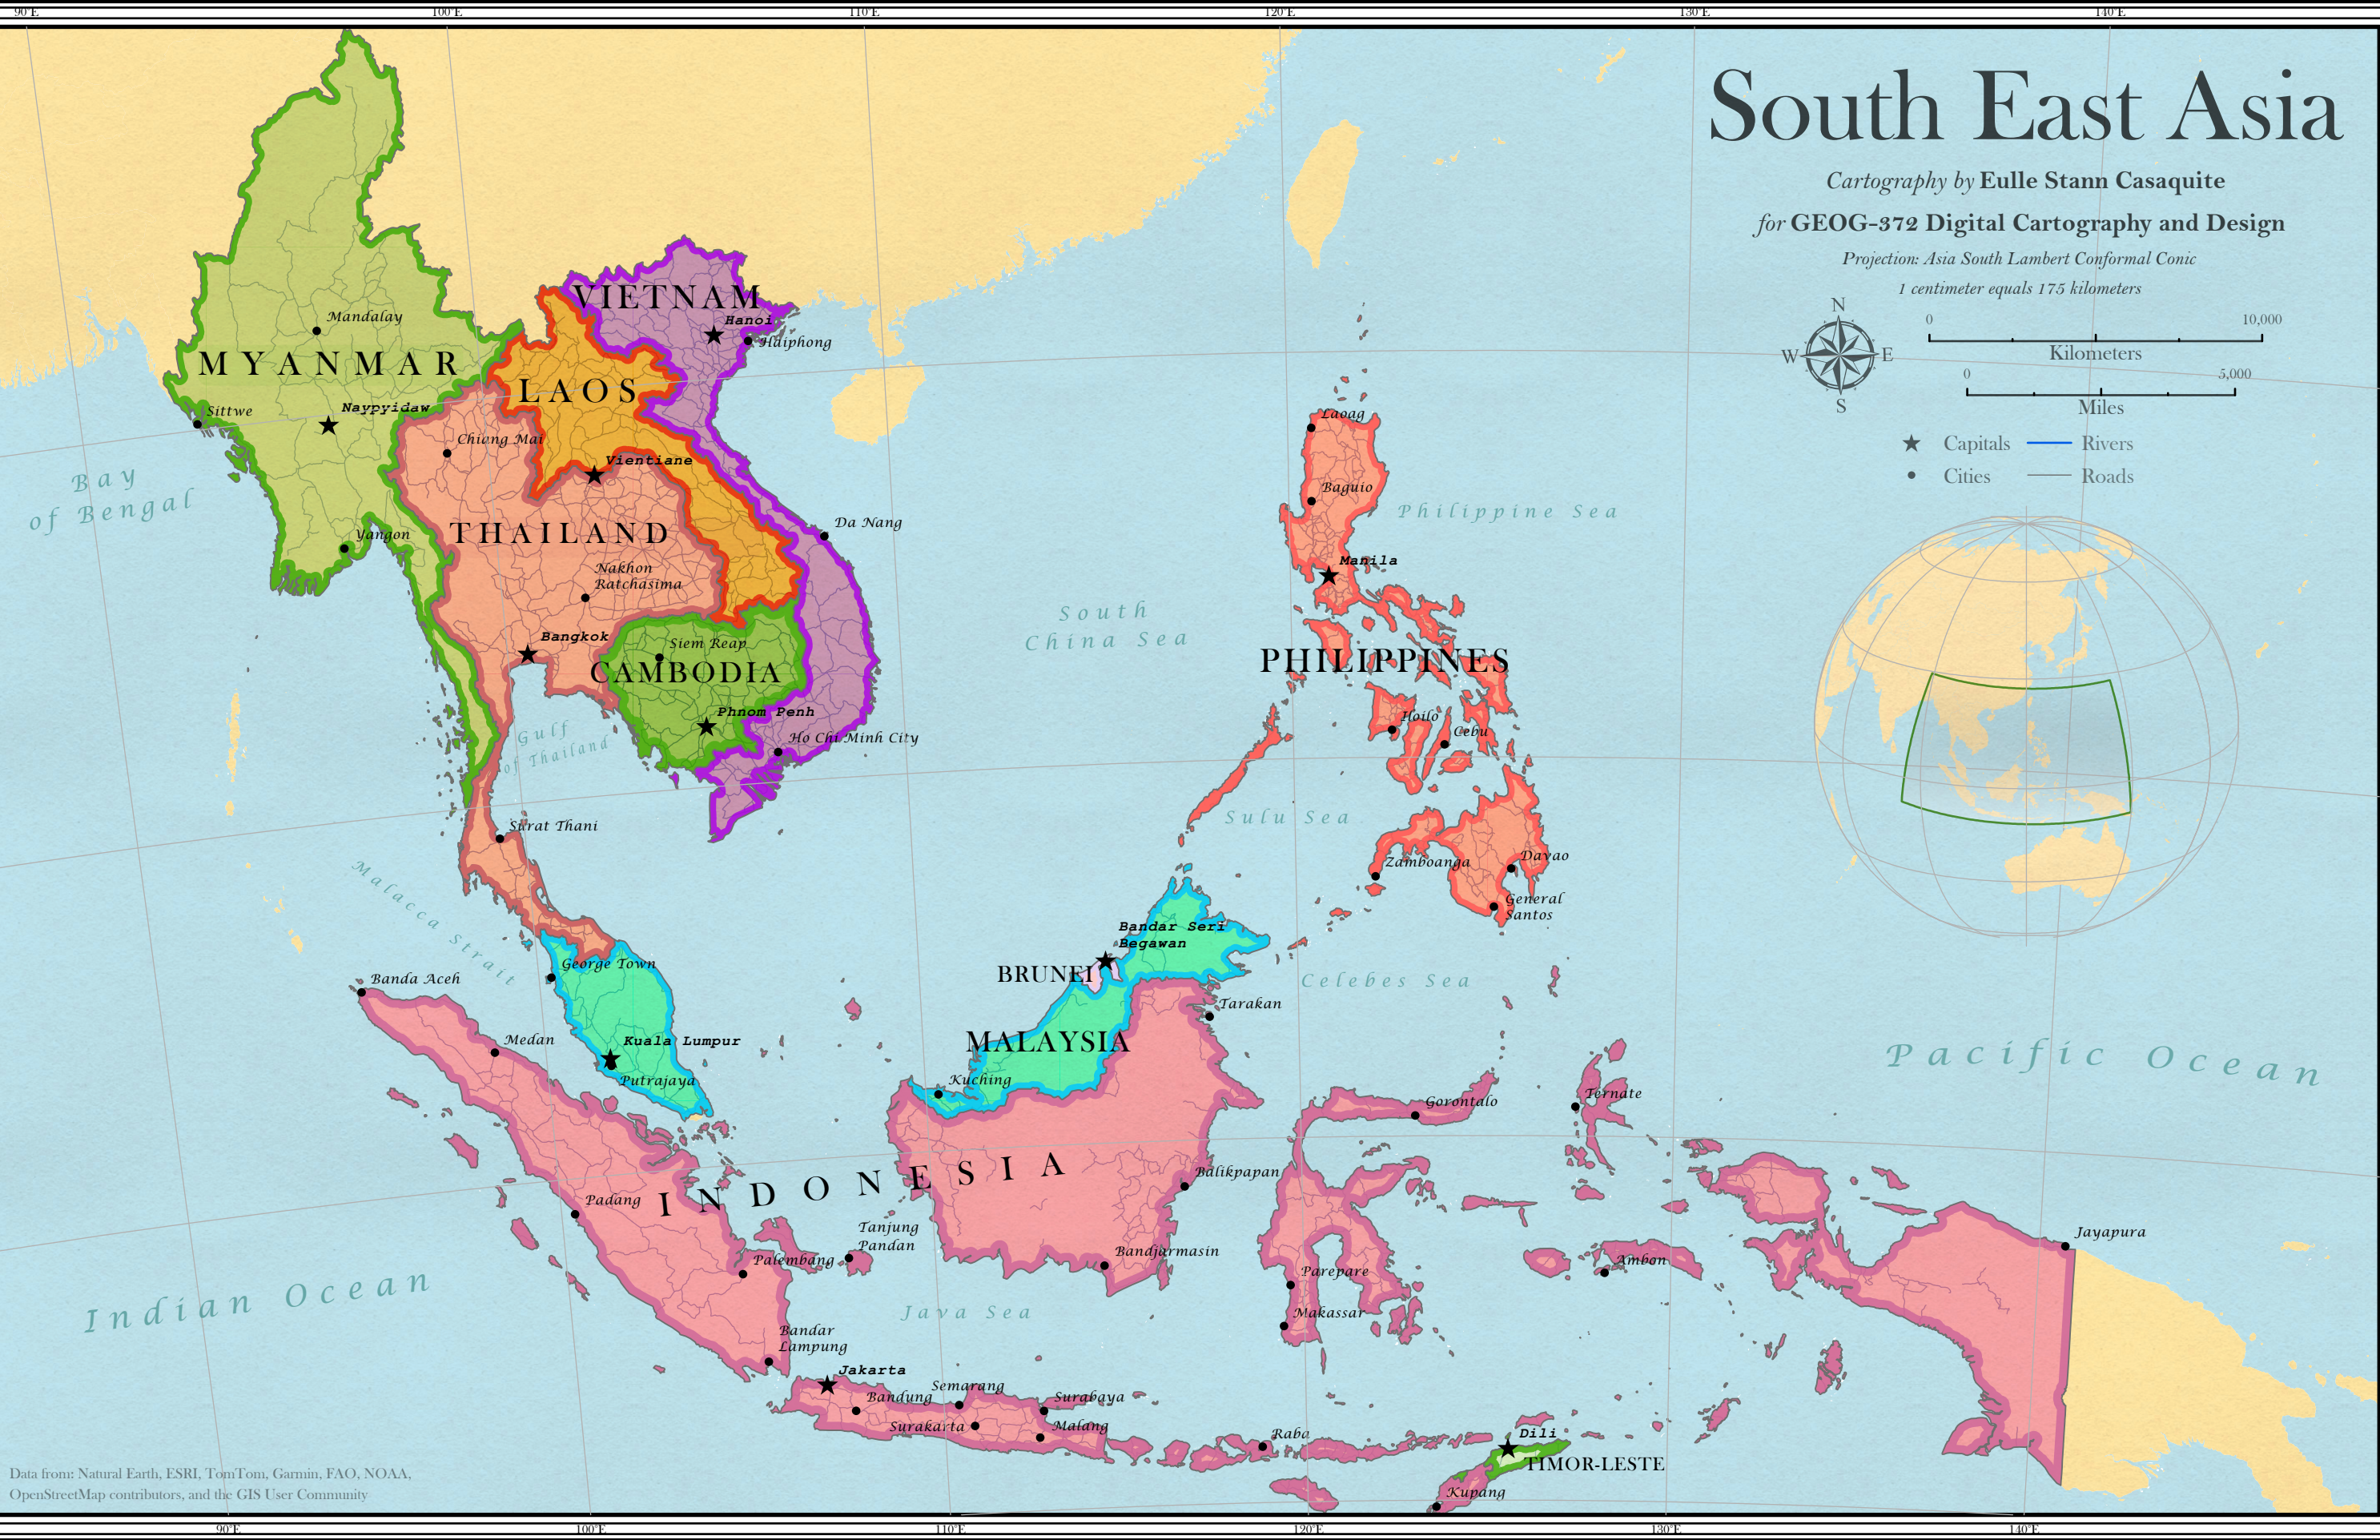 90°E 100°E 110°E 120°E 130°E 140°E
South East Asia
Cartography by Eulle Stann Casaquite
for GEOG-372 Digital Cartography and Design
Projection: Asia South Lambert Conformal Conic
1 centimeter equals 175 kilometers
N
W E
S
0 10,000
Kilometers
0 5,000
Miles
Capitals Rivers
Cities Roads
VIETNAM
Hanoi
Haiphong
Mandalay
MYANMAR
LAOS
Sittwe
Naypyidaw
Chiang Mai
Vientiane
Bay
of Bengal
Yangon
THAILAND
Da Nang
Nakhon
Ratchasima
Bangkok
Siem Reap
CAMBODIA
Phnom Penh
Ho Chi Minh City
Gulf
of Thailand
Surat Thani
Malacca Strait
Laoag
Baguio
Philippine Sea
Manila
South
China Sea
PHILIPPINES
Iloilo
Cebu
Sulu Sea
Zamboanga
Davao
General
Santos
Bandar Seri
Begawan
BRUNEI
Celebes Sea
George Town
Banda Aceh
Tarakan
Medan
Kuala Lumpur
Putrajaya
MALAYSIA
Kuching
Pacific Ocean
Gorontalo
Ternate
INDONESIA
Balikpapan
Padang
Tanjung
Pandan
Palembang
Bandjarmasin
Parepare
Ambon
Jayapura
Indian Ocean
Java Sea
Makassar
Bandar
Lampung
Jakarta
Bandung
Semarang
Surabaya
Surakarta
Malang
Raba
Dili
TIMOR-LESTE
Kupang
Data from: Natural Earth, ESRI, TomTom, Garmin, FAO, NOAA,
OpenStreetMap contributors, and the GIS User Community
90°E 100°E 110°E 120°E 130°E 140°E